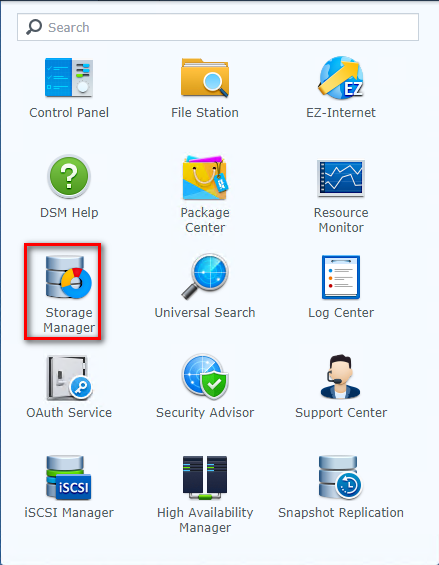 Search
Control Panel
File Station
EZ
EZ-Internet
DSM Help
Package
Center
Resource
Monitor
Storage
Manager
Universal Search
Log Center
OAuth Service
Security Advisor
Support Center
iSCSI
iSCSI Manager
High Availability
Manager
Snapshot Replication